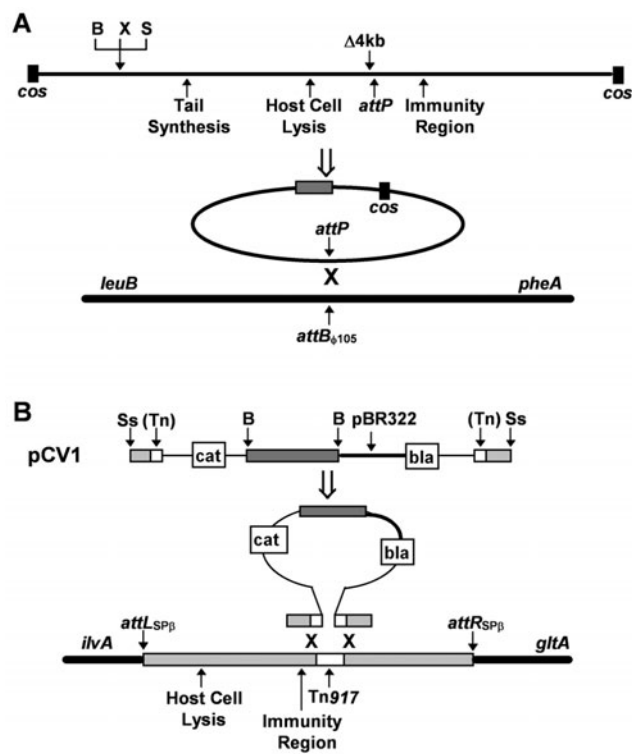 A
B X S
Δ4kb
cos
cos
Tail Synthesis
Host Cell Lysis
attP
Immunity Region
cos
attP
X
leuB
pheA
attBϕ105
B
Ss (Tn)
B
B
pBR322
(Tn) Ss
pCV1
cat
bla
cat
bla
attLSPβ
X X
attRSPβ
ilvA
gltA
Host Cell Lysis
Tn917
Immunity Region